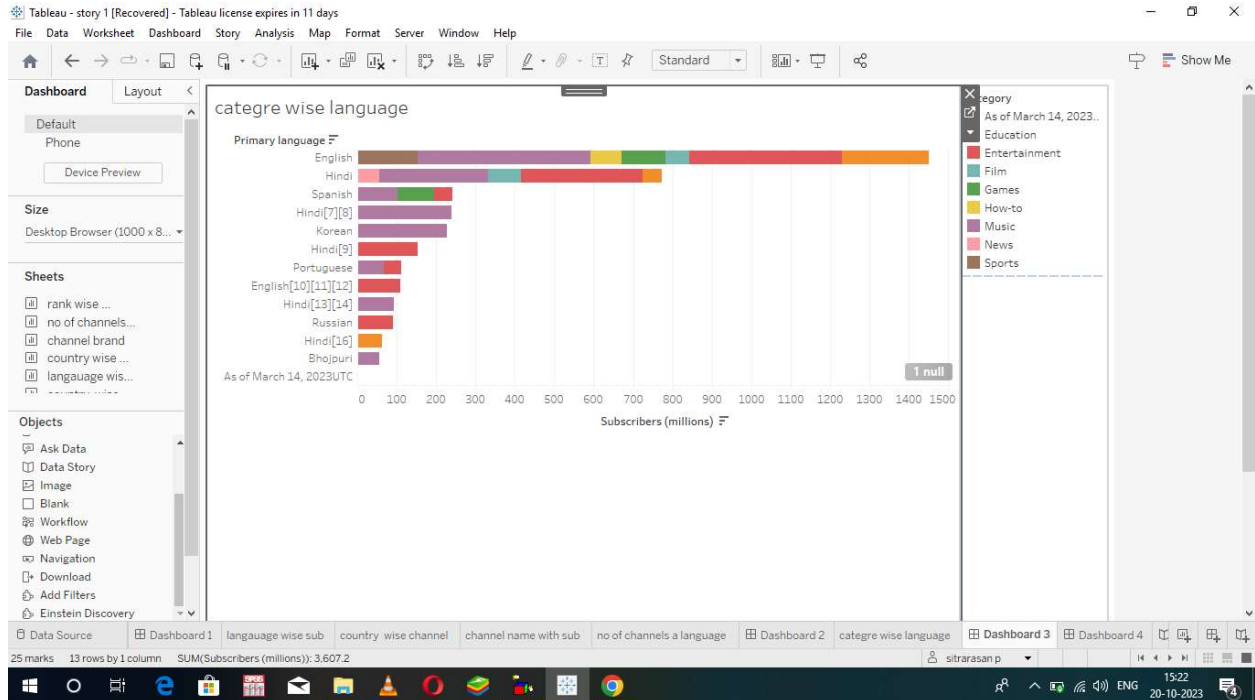 Tableau - story 1 [Recovered] - Tableau license expires in 11 days
File Data Worksheet Dashboard Story Analysis Map Format Server Window Help
Standard
Show Me
Dashboard Layout
Default
Phone
Device Preview
Size
Desktop Browser (1000 x 8...
Sheets
rank wise ...
no of channels...
channel brand
country wise ...
langauage wis...
Objects
Ask Data
Data Story
Image
Blank
Workflow
Web Page
Navigation
Download
Add Filters
Einstein Discovery
categre wise language
Primary language
English
Hindi
Spanish
Hindi[7][8]
Korean
Hindi[9]
Portuguese
English[10][11][12]
Hindi[13][14]
Russian
Hindi[16]
Bhojpuri
As of March 14, 2023UTC
1 null
0 100 200 300 400 500 600 700 800 900 1000 1100 1200 1300 1400 1500
Subscribers (millions)
As of March 14, 2023..
Education
Entertainment
Film
Games
How-to
Music
News
Sports
Data Source Dashboard 1 langauage wise sub country wise channel channel name with sub no of channels a language Dashboard 2 categre wise language Dashboard 3 Dashboard 4
25 marks 13 rows by 1 column SUM(Subscribers (millions)): 3,607.2 sitrarasan p
ENG
15:22
20-10-2023